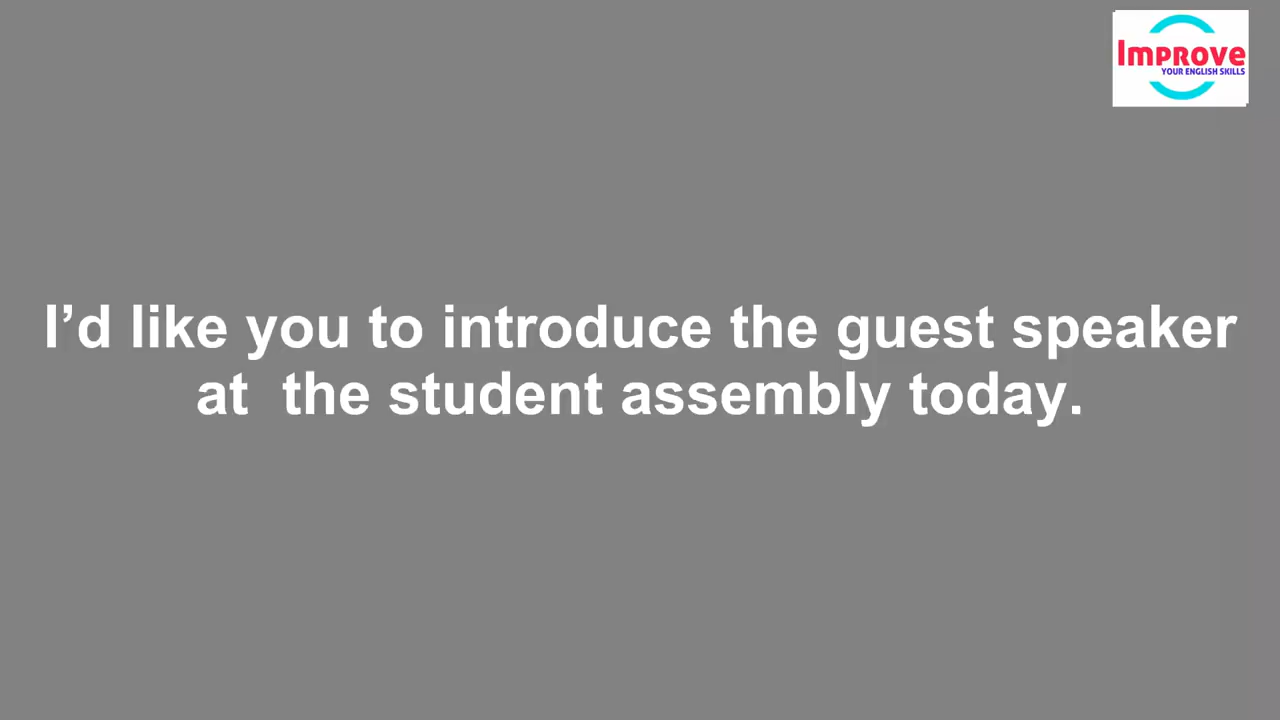 Improve
YOUR ENGLISH SKILLS
I’d like you to introduce the guest speaker
at  the student assembly today.